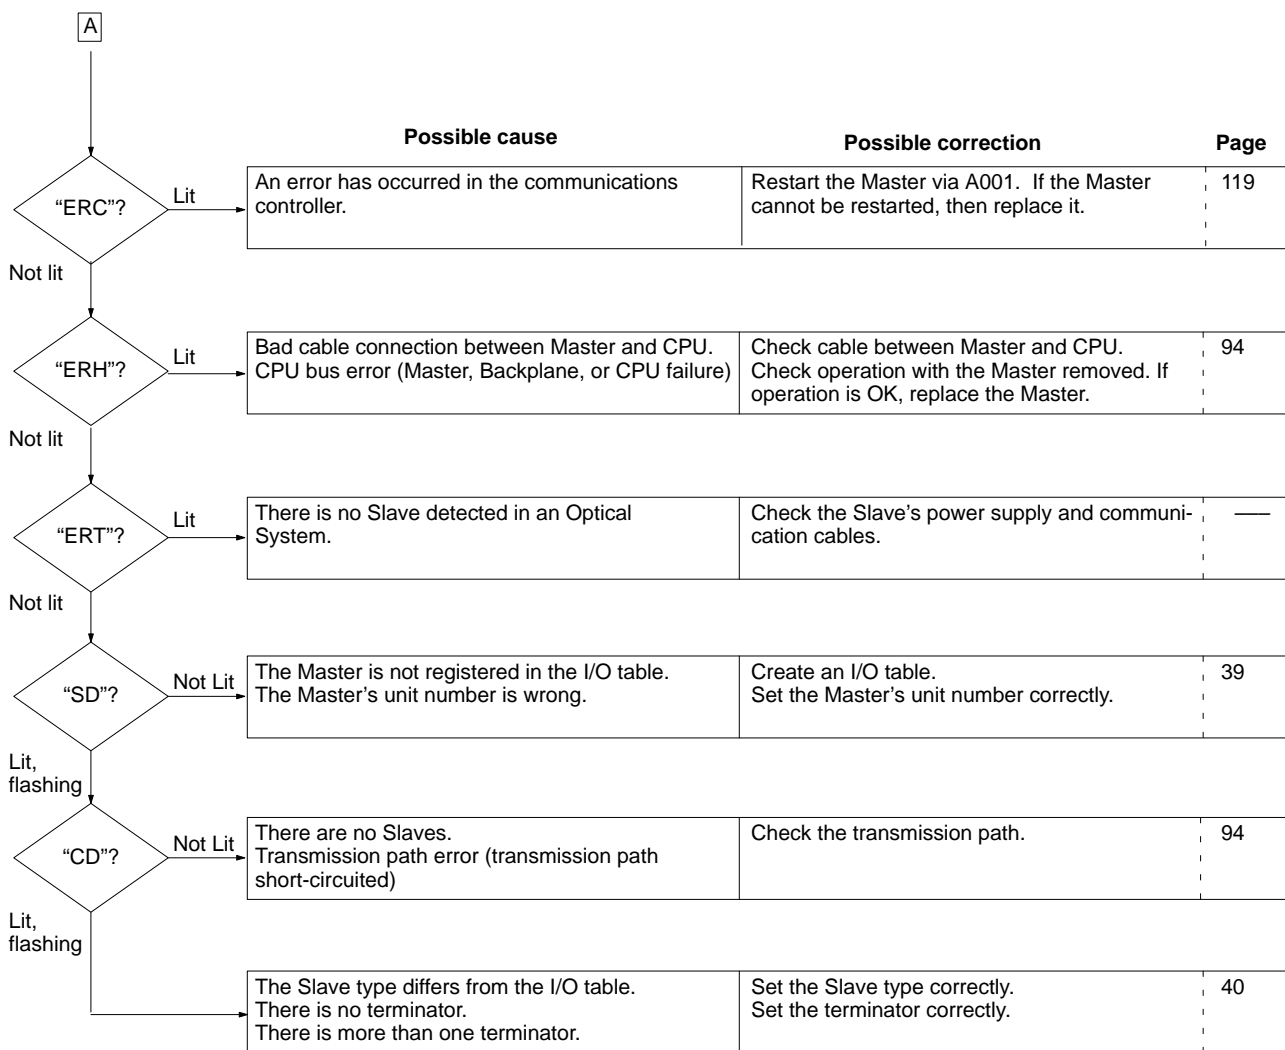 A
Possible cause
Possible correction
Page
“ERC”?
Lit
An error has occurred in the communications
controller.
Restart the Master via A001.  If the Master
cannot be restarted, then replace it.
119
Not lit
“ERH”?
Lit
Bad cable connection between Master and CPU.
CPU bus error (Master, Backplane, or CPU failure)
Check cable between Master and CPU.
Check operation with the Master removed. If
operation is OK, replace the Master.
94
Not lit
“ERT”?
Lit
There is no Slave detected in an Optical
System.
Check the Slave’s power supply and communi-
cation cables.
–––
Not lit
“SD”?
Not Lit
The Master is not registered in the I/O table.
The Master’s unit number is wrong.
Create an I/O table.
Set the Master’s unit number correctly.
39
Lit,
flashing
“CD”?
Not Lit
There are no Slaves.
Transmission path error (transmission path
short-circuited)
Check the transmission path.
94
Lit,
flashing
The Slave type differs from the I/O table.
There is no terminator.
There is more than one terminator.
Set the Slave type correctly.
Set the terminator correctly.
40